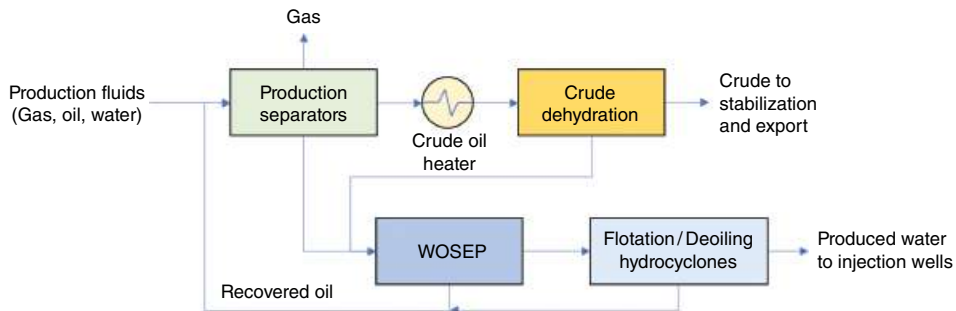 Gas
Production fluids
(Gas, oil, water)
Production
separators
Crude oil
heater
Crude
dehydration
Crude to
stabilization
and export
WOSEP
Flotation/Deoiling
hydrocyclones
Produced water
to injection wells
Recovered oil